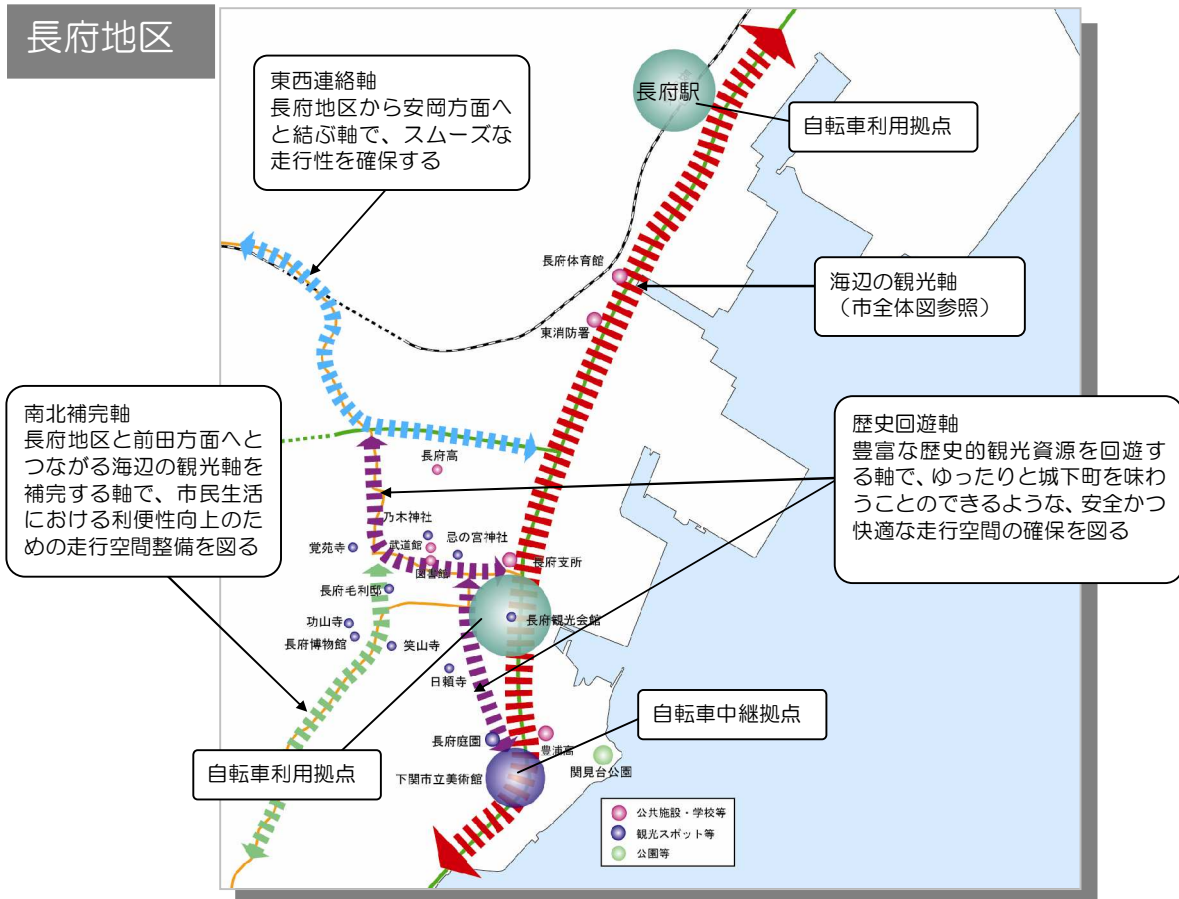 長府地区
東西連絡軸
長府地区から安岡方面へ
と結ぶ軸で、スムーズな
走行性を確保する
長府駅
自転車利用拠点
長府体育館
海辺の観光軸
（市全体図参照）
東消防署
南北補完軸
長府地区と前田方面へと
つながる海辺の観光軸を
補完する軸で、市民生活
における利便性向上のた
めの走行空間整備を図る
歴史回遊軸
豊富な歴史的観光資源を回遊す
る軸で、ゆったりと城下町を味わ
うことのできるような、安全かつ
快適な走行空間の確保を図る
長府高
乃木神社
覚苑寺
武道館
忌の宮神社
図書館
長府支所
長府毛利邸
功山寺
長府観光会館
長府博物館
笑山寺
日頼寺
自転車中継拠点
長府庭園
豊浦高
自転車利用拠点
下関市立美術館
関見台公園
公共施設・学校等
観光スポット等
公園等